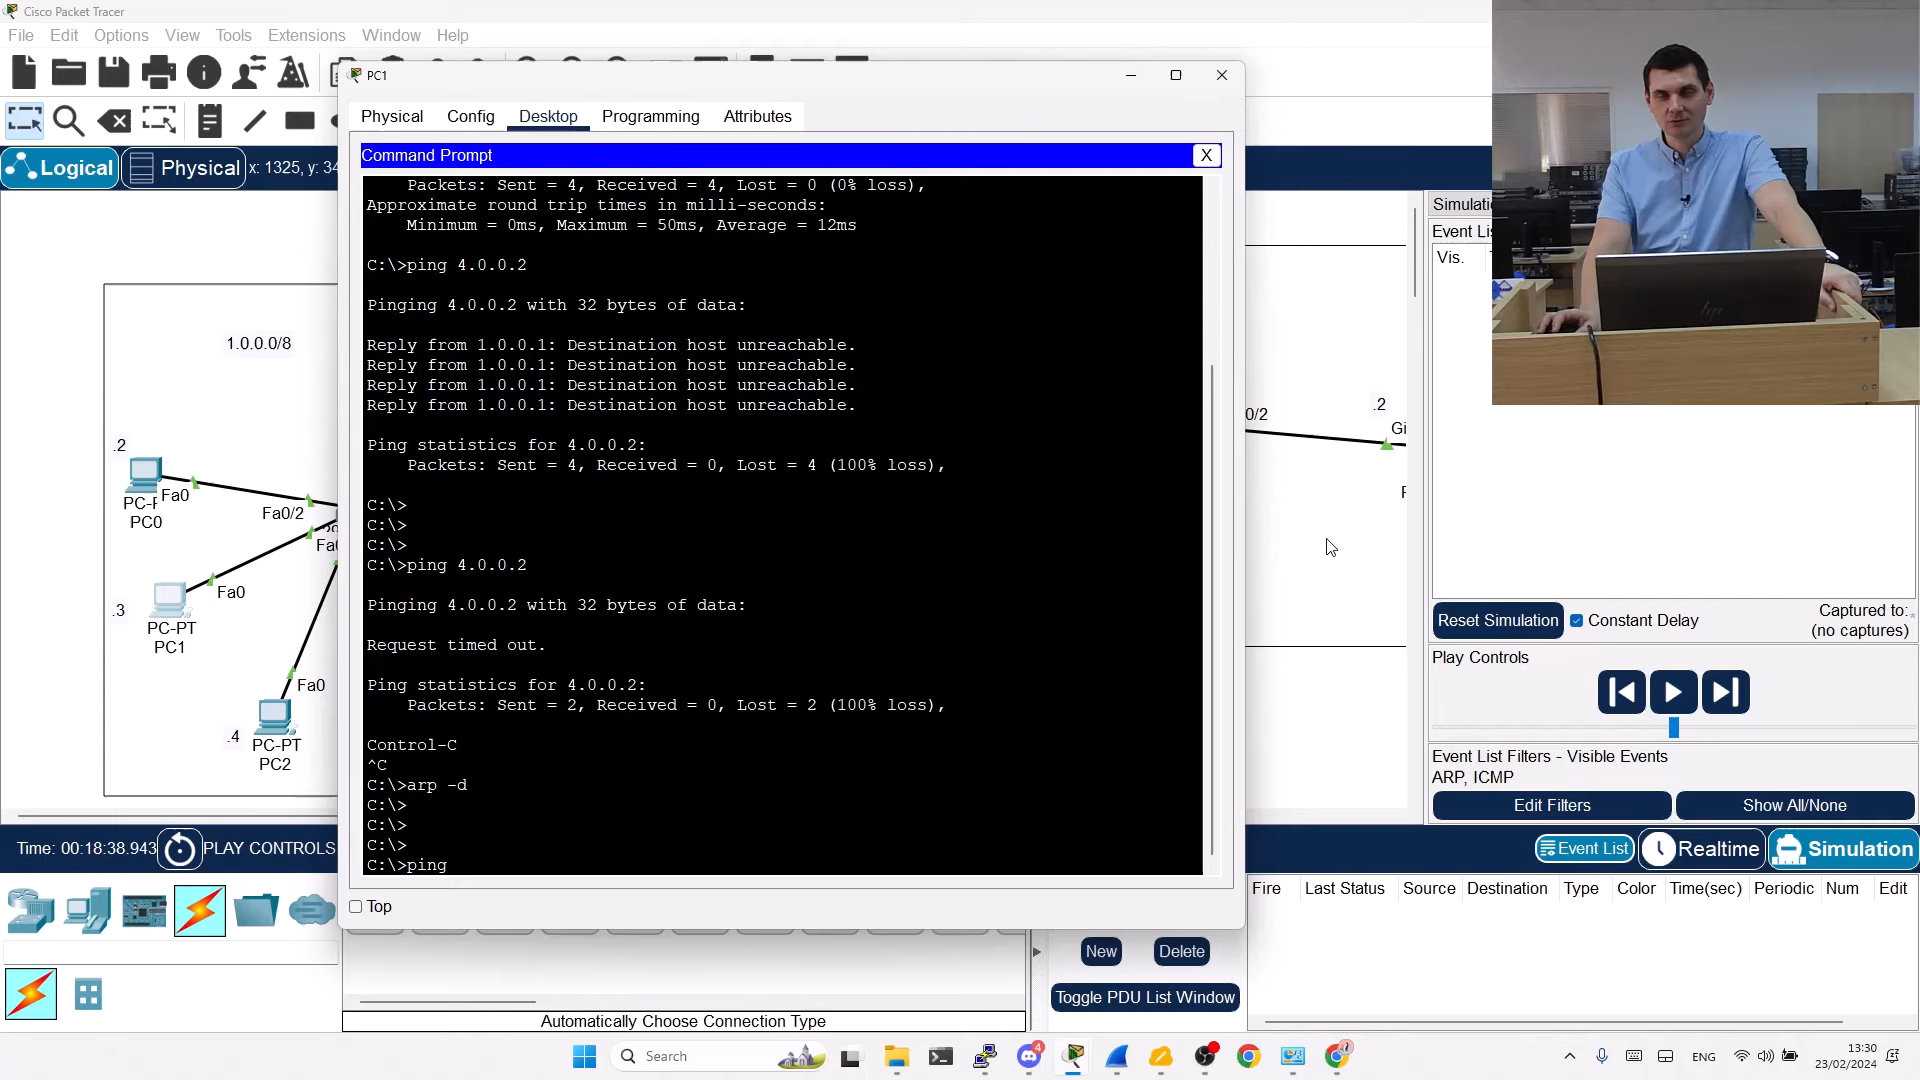 Cisco Packet Tracer
File Edit Options View Tools Extensions Window Help
PC1
Physical Config Desktop Programming Attributes
Command Prompt X
Logical Physical x: 1325, y: 34
Packets: Sent = 4, Received = 4, Lost = 0 (0% loss),
Approximate round trip times in milli-seconds:
Minimum = 0ms, Maximum = 50ms, Average = 12ms
C:\>ping 4.0.0.2
Pinging 4.0.0.2 with 32 bytes of data:
Reply from 1.0.0.1: Destination host unreachable.
Reply from 1.0.0.1: Destination host unreachable.
Reply from 1.0.0.1: Destination host unreachable.
Reply from 1.0.0.1: Destination host unreachable.
Ping statistics for 4.0.0.2:
Packets: Sent = 4, Received = 0, Lost = 4 (100% loss),
C:\>
C:\>
C:\>
C:\>ping 4.0.0.2
Pinging 4.0.0.2 with 32 bytes of data:
Request timed out.
Ping statistics for 4.0.0.2:
Packets: Sent = 2, Received = 0, Lost = 2 (100% loss),
Control-C
^C
C:\>arp -d
C:\>
C:\>
C:\>
C:\>ping
Top
1.0.0.0/8
.2
Fa0
PC-P
PC0
Fa0/2
Fa0
.3
PC-PT
PC1
Fa0
.4
PC-PT
PC2
0/2
.2
Gi
Simulati
Event Lis
Vis.
Reset Simulation Constant Delay
Captured to:
(no captures)
Play Controls
Event List Filters - Visible Events
ARP, ICMP
Edit Filters Show All/None
Time: 00:18:38.943 PLAY CONTROLS
Event List Realtime Simulation
Fire Last Status Source Destination Type Color Time(sec) Periodic Num Edit
New Delete
Toggle PDU List Window
Automatically Choose Connection Type
Search
4
ENG
13:30
23/02/2024
hp